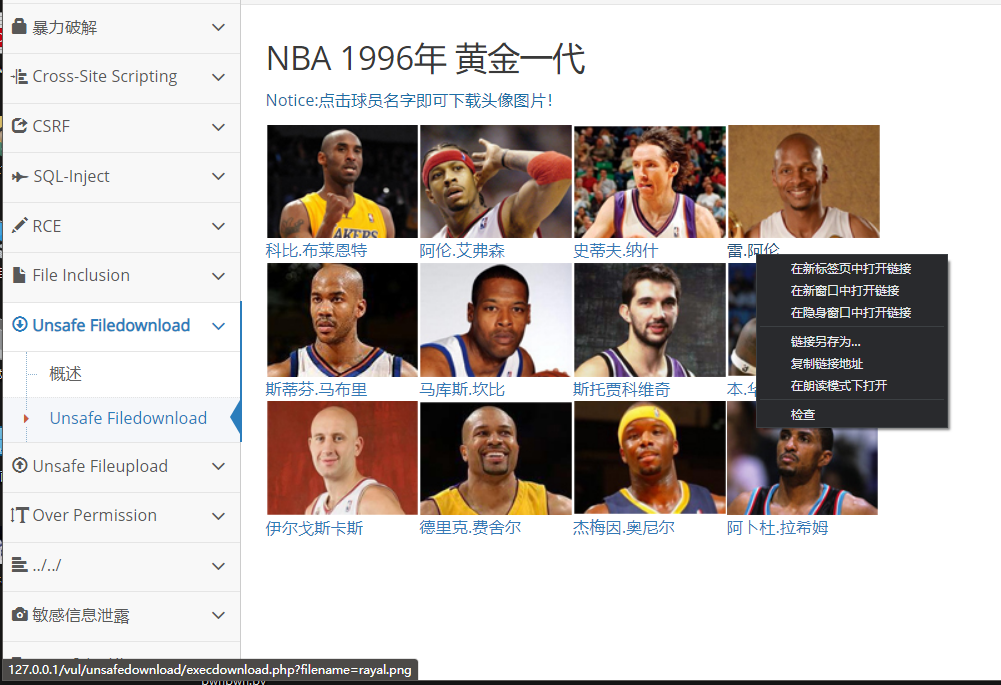 暴力破解
Cross-Site Scripting
CSRF
SQL-Inject
RCE
File Inclusion
Unsafe Filedownload
概述
Unsafe Filedownload
Unsafe Fileupload
Over Permission
../../
敏感信息泄露
NBA 1996年 黄金一代
Notice:点击球员名字即可下载头像图片!
LAKERS
科比.布莱恩特
阿伦.艾弗森
史蒂夫.纳什
雷.阿伦
斯蒂芬.马布里
马库斯.坎比
斯托贾科维奇
本.华
伊尔戈斯卡斯
德里克.费舍尔
杰梅因.奥尼尔
阿卜杜.拉希姆
在新标签页中打开链接
在新窗口中打开链接
在隐身窗口中打开链接
链接另存为...
复制链接地址
在朗读模式下打开
检查
127.0.0.1/vul/unsafedownload/execdownload.php?filename=rayal.png